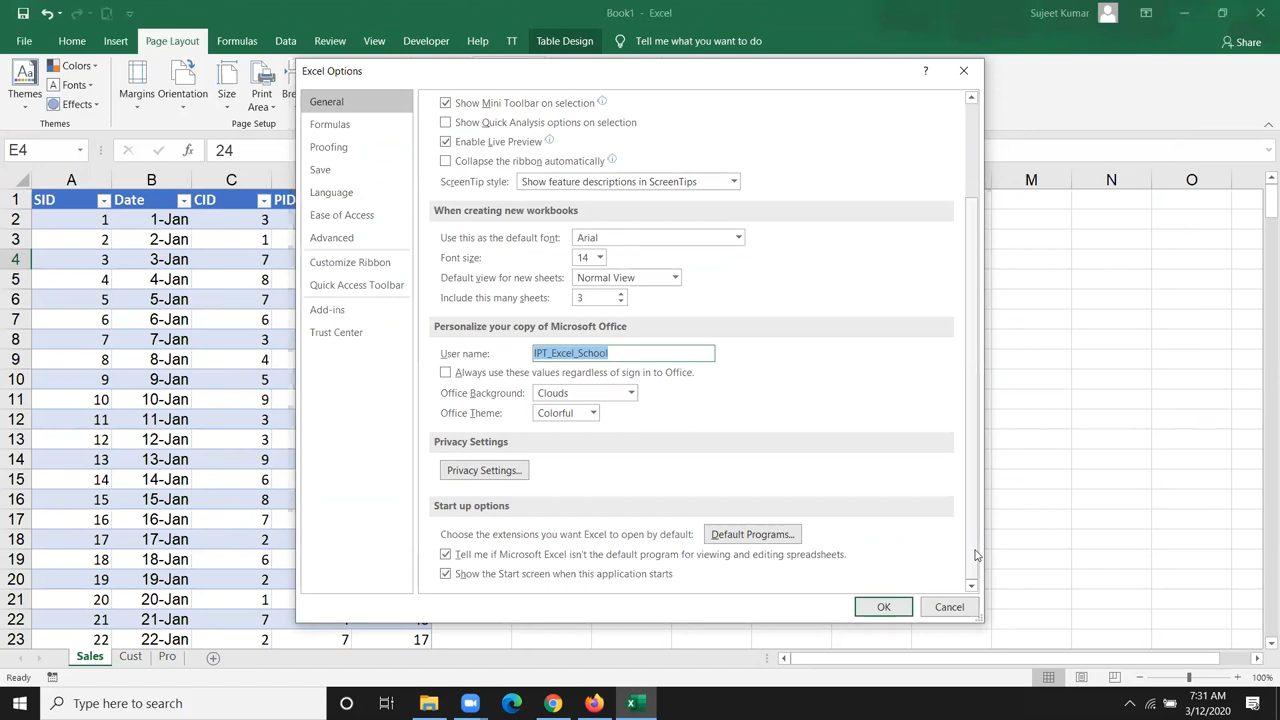 Book1 - Excel
Sujeet Kumar
File Home Insert Page Layout Formulas Data Review View Developer Help TT Table Design Tell me what you want to do Share
Themes Colors Fonts Effects
Margins Orientation Size Print Area
Themes Page Setup
E4 fx 24
Excel Options ?
General
Formulas
Proofing
Save
Language
Ease of Access
Advanced
Customize Ribbon
Quick Access Toolbar
Add-ins
Trust Center
Show Mini Toolbar on selection
Show Quick Analysis options on selection
Enable Live Preview
Collapse the ribbon automatically
ScreenTip style: Show feature descriptions in ScreenTips
When creating new workbooks
Use this as the default font: Arial
Font size: 14
Default view for new sheets: Normal View
Include this many sheets: 3
Personalize your copy of Microsoft Office
User name: IPT_Excel_School
Always use these values regardless of sign in to Office.
Office Background: Clouds
Office Theme: Colorful
Privacy Settings
Privacy Settings...
Start up options
Choose the extensions you want Excel to open by default: Default Programs...
Tell me if Microsoft Excel isn't the default program for viewing and editing spreadsheets.
Show the Start screen when this application starts
OK Cancel
A B C M N O
1 SID Date CID PID
2 1 1-Jan 3
3 2 2-Jan 1
4 3 3-Jan 7
5 4 4-Jan 8
6 5 5-Jan 7
7 6 6-Jan 6
8 7 7-Jan 3
9 8 8-Jan 4
10 9 9-Jan 5
11 10 10-Jan 6
12 11 11-Jan 3
13 12 12-Jan 3
14 13 13-Jan 9
15 14 14-Jan 6
16 15 15-Jan 8
17 16 16-Jan 7
18 17 17-Jan 2
19 18 18-Jan 6
20 19 19-Jan 2
21 20 20-Jan 1
22 21 21-Jan 7
23 22 22-Jan 2 7 17
Sales Cust Pro
Ready 100%
Type here to search
7:31 AM
3/12/2020